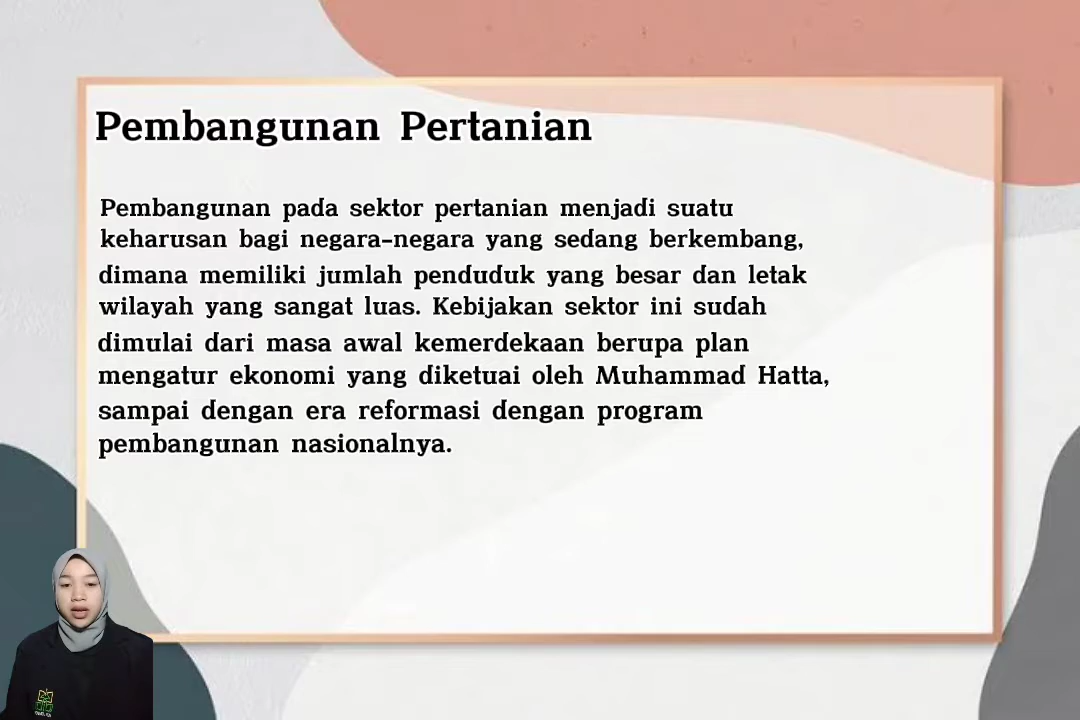 Pembangunan Pertanian
Pembangunan pada sektor pertanian menjadi suatu
keharusan bagi negara-negara yang sedang berkembang,
dimana memiliki jumlah penduduk yang besar dan letak
wilayah yang sangat luas. Kebijakan sektor ini sudah
dimulai dari masa awal kemerdekaan berupa plan
mengatur ekonomi yang diketuai oleh Muhammad Hatta,
sampai dengan era reformasi dengan program
pembangunan nasionalnya.